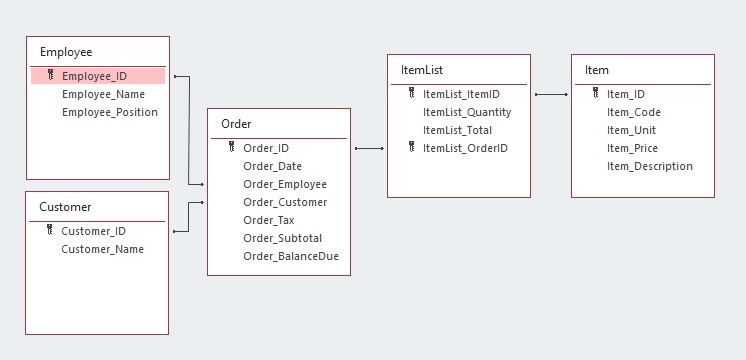 Employee
Employee_ID
Employee_Name
Employee_Position
Customer
Customer_ID
Customer_Name
Order
Order_ID
Order_Date
Order_Employee
Order_Customer
Order_Tax
Order_Subtotal
Order_BalanceDue
ItemList
ItemList_ItemID
ItemList_Quantity
ItemList_Total
ItemList_OrderID
Item
Item_ID
Item_Code
Item_Unit
Item_Price
Item_Description